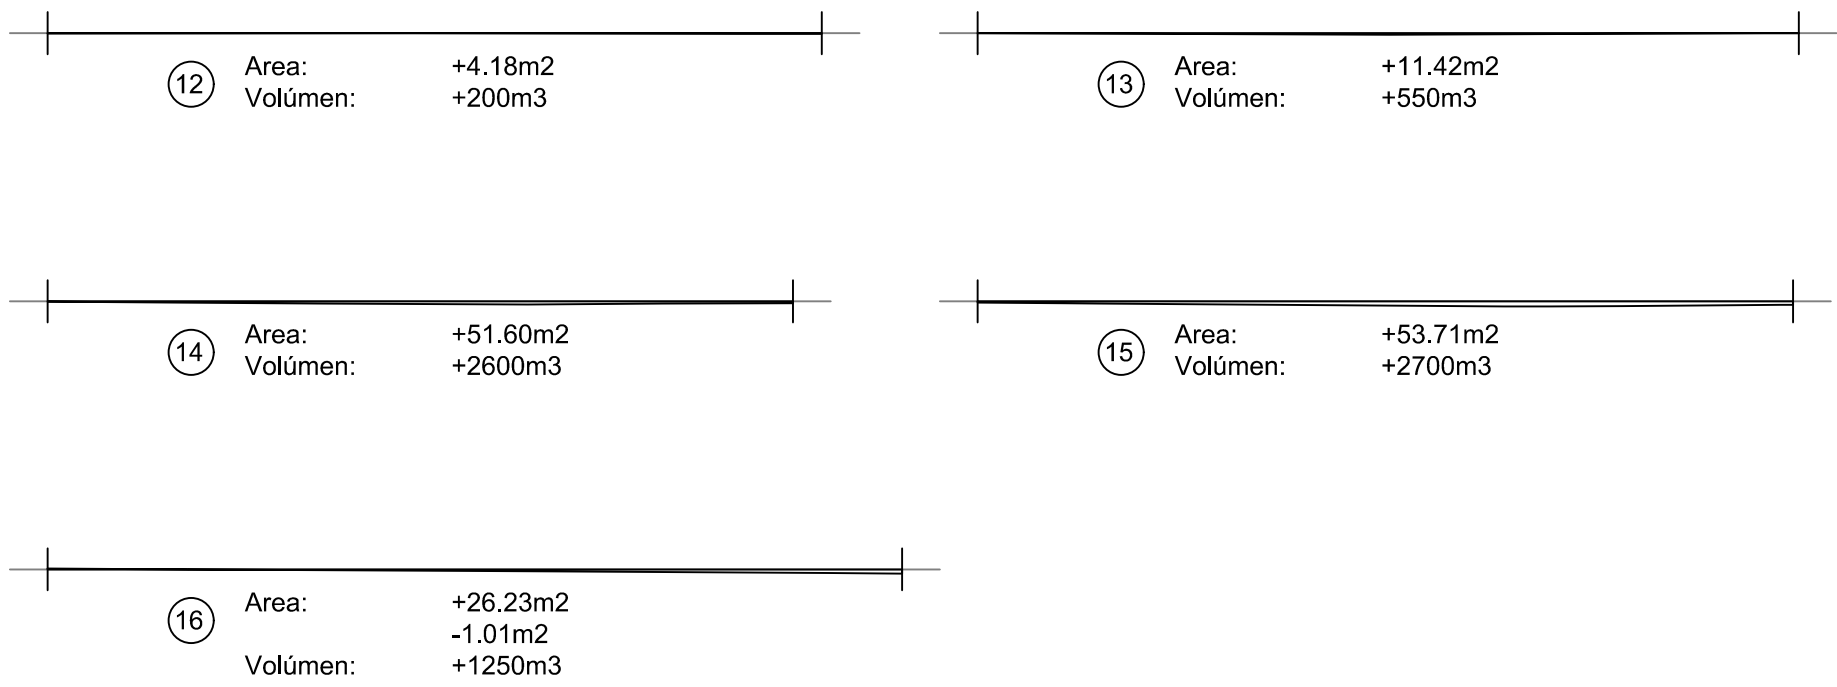 12 Area: +4.18m2
Volúmen: +200m3
13 Area: +11.42m2
Volúmen: +550m3
14 Area: +51.60m2
Volúmen: +2600m3
15 Area: +53.71m2
Volúmen: +2700m3
16 Area: +26.23m2
-1.01m2
Volúmen: +1250m3